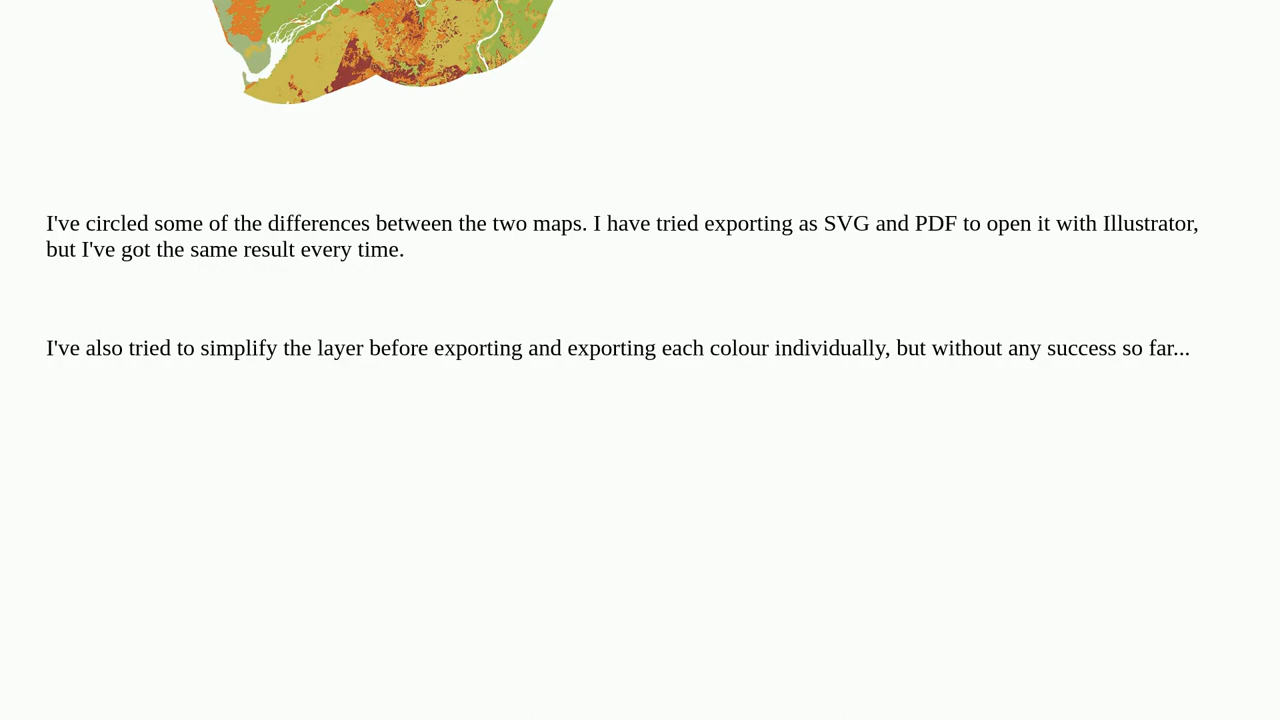 I've circled some of the differences between the two maps. I have tried exporting as SVG and PDF to open it with Illustrator,
but I've got the same result every time.
I've also tried to simplify the layer before exporting and exporting each colour individually, but without any success so far...